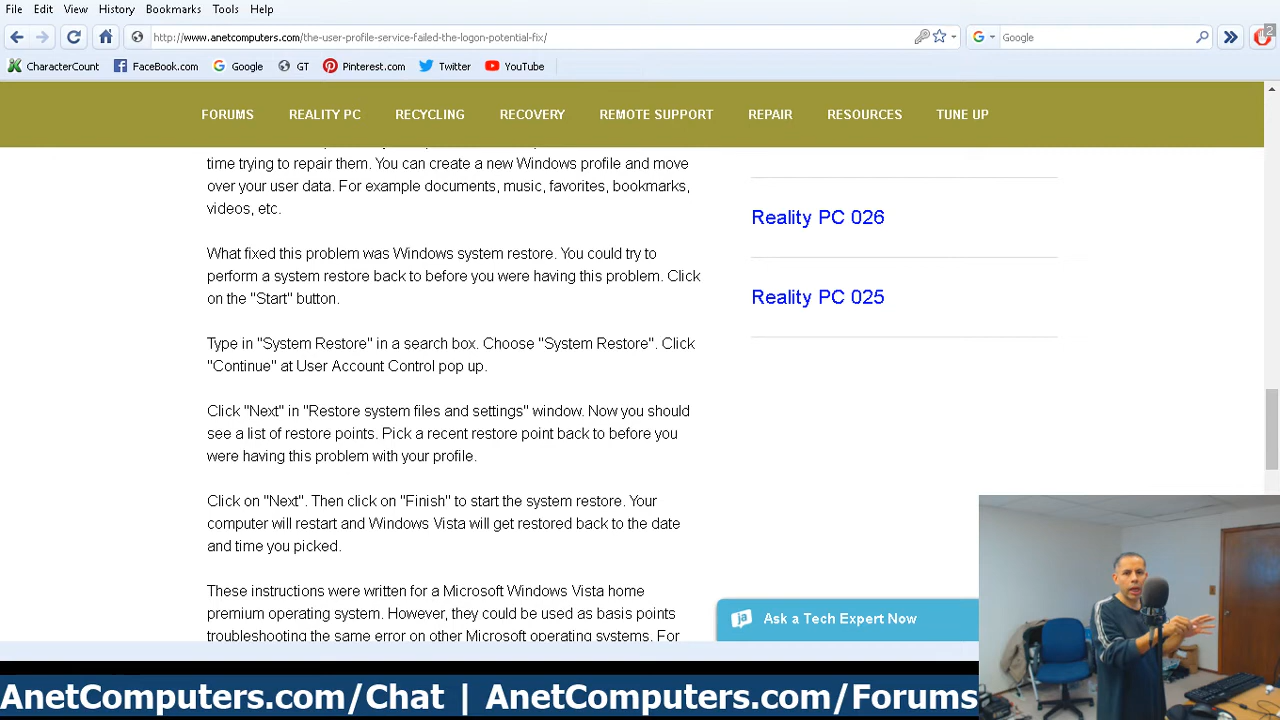 File Edit View History Bookmarks Tools Help
http://www.anetcomputers.com/the-user-profile-service-failed-the-logon-potential-fix/
Google
2
CharacterCount FaceBook.com Google GT Pinterest.com Twitter YouTube
FORUMS REALITY PC RECYCLING RECOVERY REMOTE SUPPORT REPAIR RESOURCES TUNE UP
time trying to repair them. You can create a new Windows profile and move
over your user data. For example documents, music, favorites, bookmarks,
videos, etc.
What fixed this problem was Windows system restore. You could try to
perform a system restore back to before you were having this problem. Click
on the "Start" button.
Type in "System Restore" in a search box. Choose "System Restore". Click
"Continue" at User Account Control pop up.
Click "Next" in "Restore system files and settings" window. Now you should
see a list of restore points. Pick a recent restore point back to before you
were having this problem with your profile.
Click on "Next". Then click on "Finish" to start the system restore. Your
computer will restart and Windows Vista will get restored back to the date
and time you picked.
These instructions were written for a Microsoft Windows Vista home
premium operating system. However, they could be used as basis points
troubleshooting the same error on other Microsoft operating systems. For
Reality PC 026
Reality PC 025
ja
Ask a Tech Expert Now
AnetComputers.com/Chat | AnetComputers.com/Forums